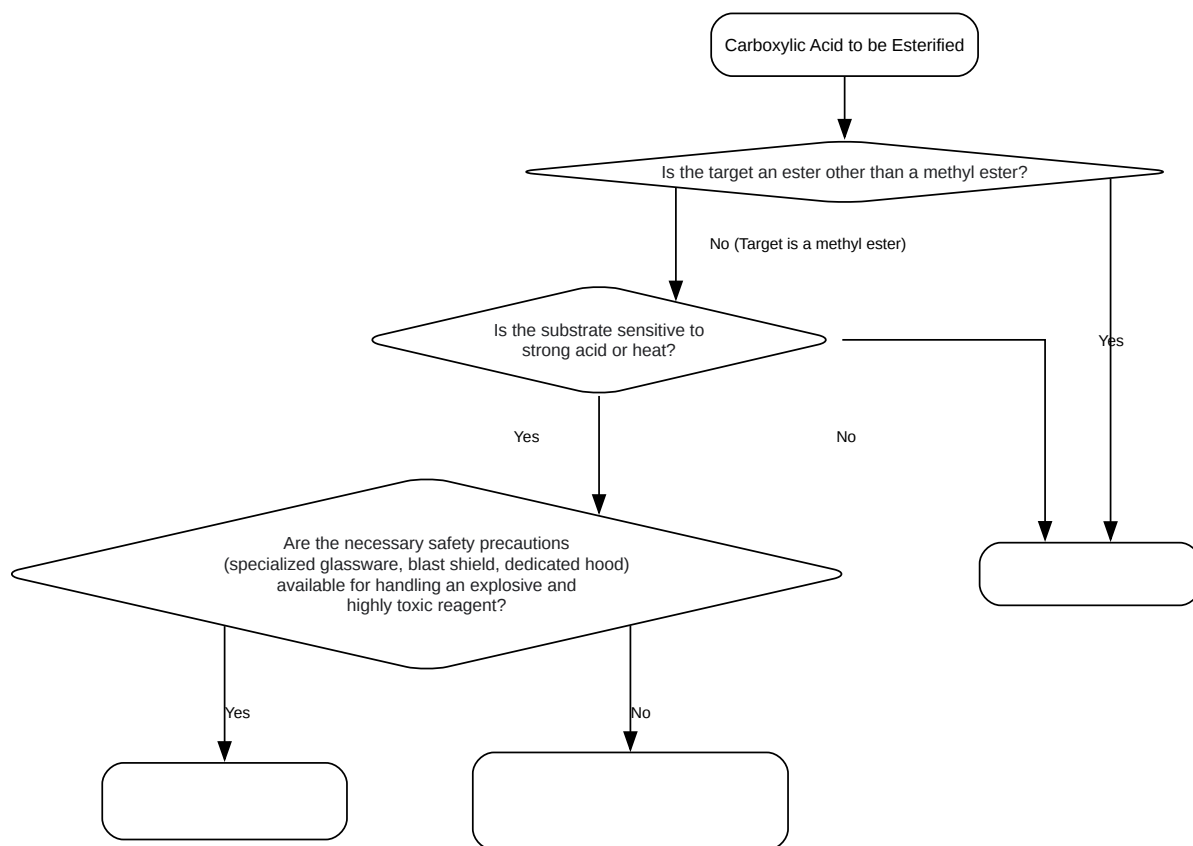 Carboxylic Acid to be Esterified
Is the target an ester other than a methyl ester?
No (Target is a methyl ester)
Is the substrate sensitive to
strong acid or heat?
Yes
Yes
No
Are the necessary safety precautions
(specialized glassware, blast shield, dedicated hood)
available for handling an explosive and
highly toxic reagent?
Yes
No